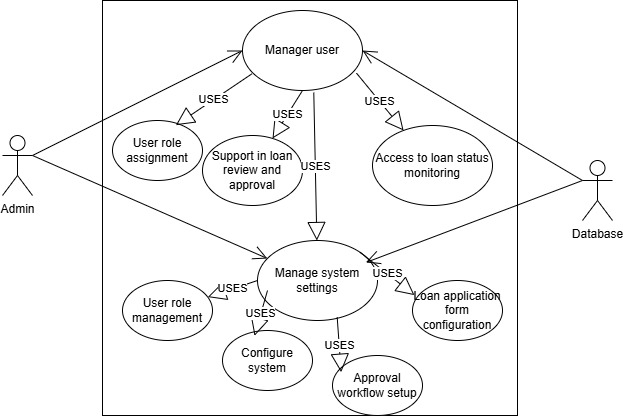 Manager user
USES
USES
USES
User role
assignment
Support in loan
review and
approval
USES
Access to loan status
monitoring
Admin
Database
Manage system
settings
USES
USES
User role
management
Loan application
form
configuration
USES
Configure
system
USES
Approval
workflow setup